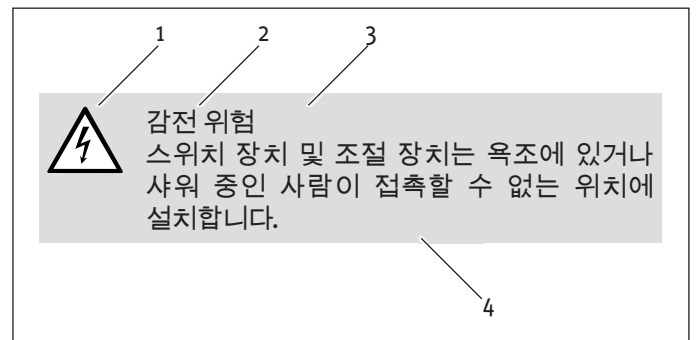 1 2 3
감전 위험
스위치 장치 및 조절 장치는 욕조에 있거나
샤워 중인 사람이 접촉할 수 없는 위치에
설치합니다.
4